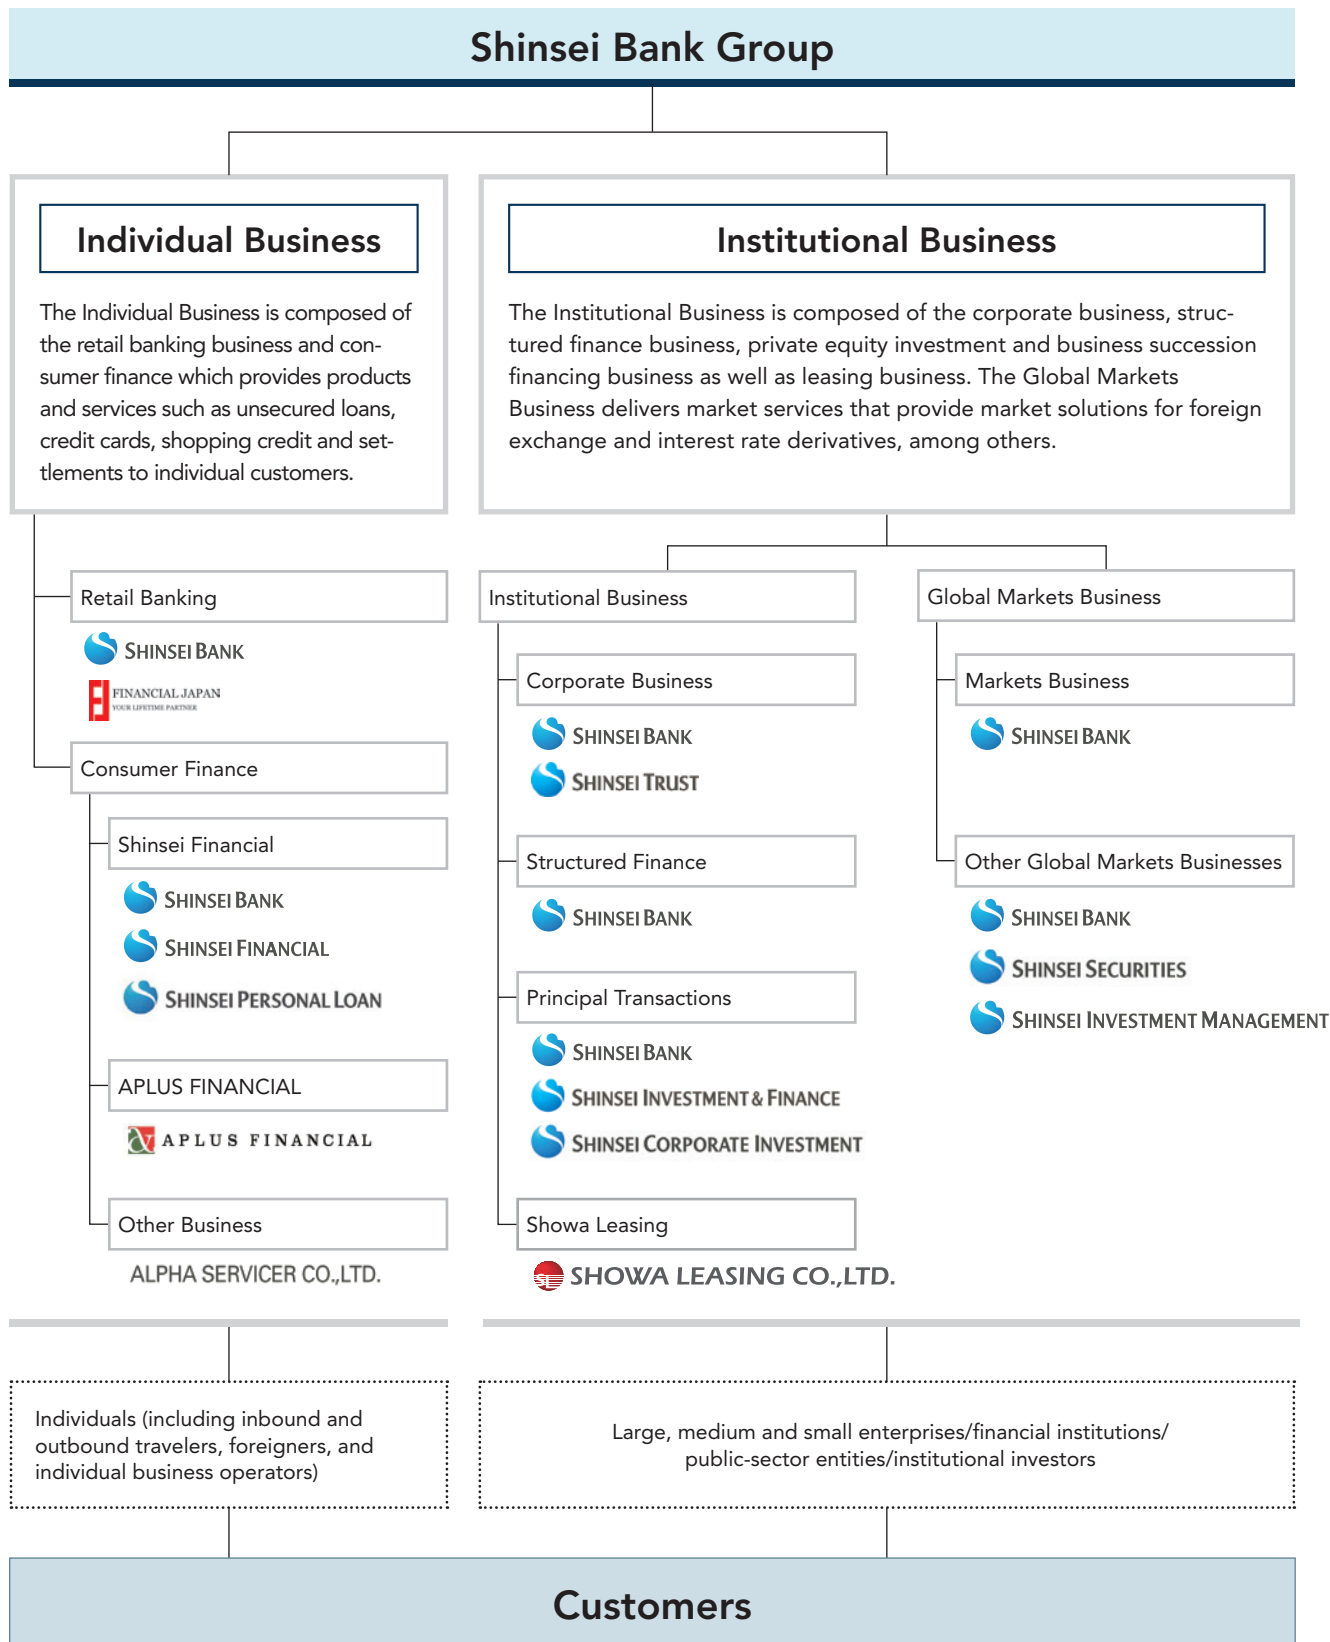 Shinsei Bank Group
Individual Business
The Individual Business is composed of
the retail banking business and con-
sumer finance which provides products
and services such as unsecured loans,
credit cards, shopping credit and set-
tlements to individual customers.
Institutional Business
The Institutional Business is composed of the corporate business, struc-
tured finance business, private equity investment and business succession
financing business as well as leasing business. The Global Markets
Business delivers market services that provide market solutions for foreign
exchange and interest rate derivatives, among others.
Retail Banking
SHINSEI BANK
FINANCIAL JAPAN
YOUR LIFETIME PARTNER
Consumer Finance
Shinsei Financial
SHINSEI BANK
SHINSEI FINANCIAL
SHINSEI PERSONAL LOAN
APLUS FINANCIAL
APLUS FINANCIAL
Other Business
ALPHA SERVICER CO.,LTD.
Institutional Business
Corporate Business
SHINSEI BANK
SHINSEI TRUST
Structured Finance
SHINSEI BANK
Principal Transactions
SHINSEI BANK
SHINSEI INVESTMENT & FINANCE
SHINSEI CORPORATE INVESTMENT
Showa Leasing
SL SHOWA LEASING CO.,LTD.
Global Markets Business
Markets Business
SHINSEI BANK
Other Global Markets Businesses
SHINSEI BANK
SHINSEI SECURITIES
SHINSEI INVESTMENT MANAGEMENT
Individuals (including inbound and
outbound travelers, foreigners, and
individual business operators)
Large, medium and small enterprises/financial institutions/
public-sector entities/institutional investors
Customers